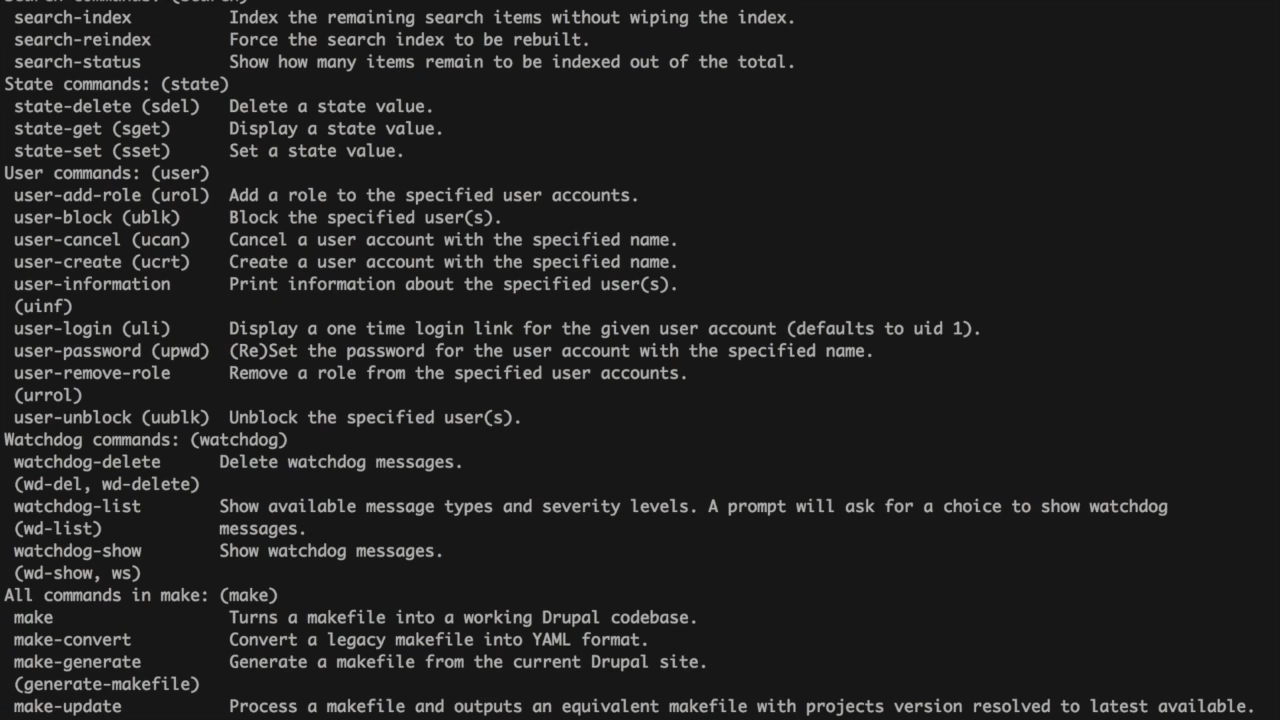 Search commands: (search)
search-index Index the remaining search items without wiping the index.
search-reindex Force the search index to be rebuilt.
search-status Show how many items remain to be indexed out of the total.
State commands: (state)
state-delete (sdel) Delete a state value.
state-get (sget) Display a state value.
state-set (sset) Set a state value.
User commands: (user)
user-add-role (urol) Add a role to the specified user accounts.
user-block (ublk) Block the specified user(s).
user-cancel (ucan) Cancel a user account with the specified name.
user-create (ucrt) Create a user account with the specified name.
user-information Print information about the specified user(s).
(uinf)
user-login (uli) Display a one time login link for the given user account (defaults to uid 1).
user-password (upwd) (Re)Set the password for the user account with the specified name.
user-remove-role Remove a role from the specified user accounts.
(urrol)
user-unblock (uublk) Unblock the specified user(s).
Watchdog commands: (watchdog)
watchdog-delete Delete watchdog messages.
(wd-del, wd-delete)
watchdog-list Show available message types and severity levels. A prompt will ask for a choice to show watchdog
(wd-list) messages.
watchdog-show Show watchdog messages.
(wd-show, ws)
All commands in make: (make)
make Turns a makefile into a working Drupal codebase.
make-convert Convert a legacy makefile into YAML format.
make-generate Generate a makefile from the current Drupal site.
(generate-makefile)
make-update Process a makefile and outputs an equivalent makefile with projects version resolved to latest available.